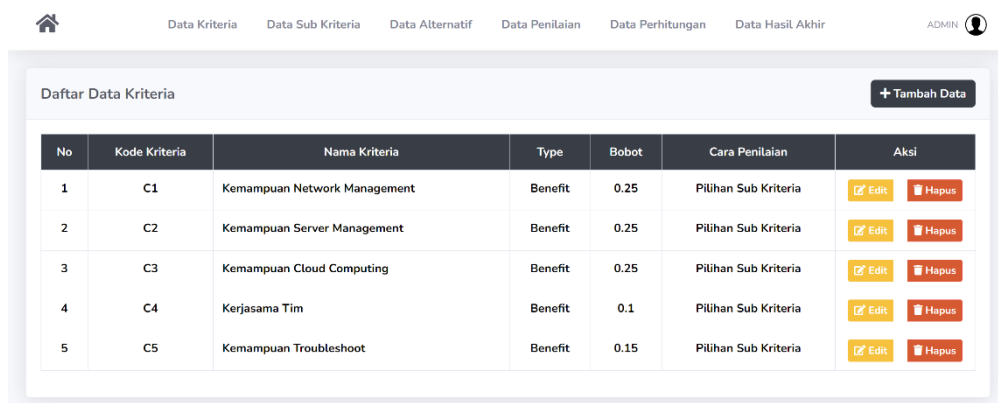 Data Kriteria Data Sub Kriteria Data Alternatif Data Penilaian Data Perhitungan Data Hasil Akhir ADMIN
Daftar Data Kriteria + Tambah Data
No Kode Kriteria Nama Kriteria Type Bobot Cara Penilaian Aksi
1 C1 Kemampuan Network Management Benefit 0.25 Pilihan Sub Kriteria Edit Hapus
2 C2 Kemampuan Server Management Benefit 0.25 Pilihan Sub Kriteria Edit Hapus
3 C3 Kemampuan Cloud Computing Benefit 0.25 Pilihan Sub Kriteria Edit Hapus
4 C4 Kerjasama Tim Benefit 0.1 Pilihan Sub Kriteria Edit Hapus
5 C5 Kemampuan Troubleshoot Benefit 0.15 Pilihan Sub Kriteria Edit Hapus